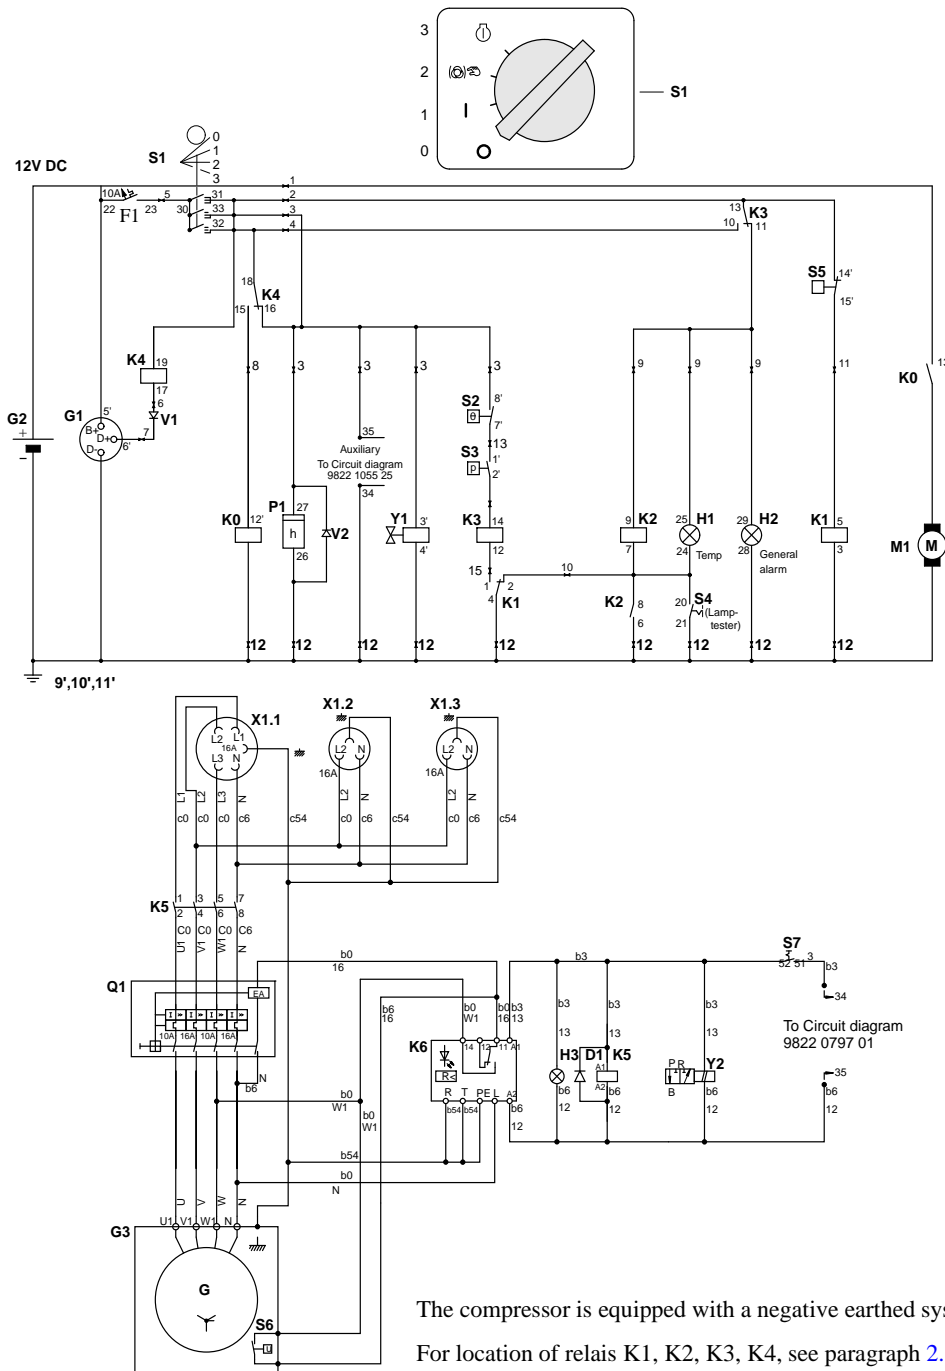 3
2
1
0
S1
S1
0
1
2
3
12V DC
10A
22
F1
23
5
30
31
33
32
1
2
3
4
13
10
K3
11
18
K4
15
16
S5
14'
15'
K4
19
17
6
V1
8
3
3
3
3
9
9
9
11
K0
13
G2
+
−
G1
5'
B+
D+
D-
6'
7
S2
θ
8'
7'
13
S3
p
1'
2'
35
Auxiliary
To Circuit diagram
9822 1055 25
34
K0
12'
P1
27
h
26
V2
Y1
3'
4'
K3
14
12
K2
9
7
H1
25
24
Temp
H2
29
28
General
alarm
K1
5
3
M1
M
15
1
2
4
K1
10
K2
8
6
20
21
S4
(Lamp-
tester)
12
12
12
12
12
12
12
12
12
9',10',11'
X1.1
L2
L1
16A
L3
N
X1.2
L2
N
16A
X1.3
L2
N
16A
L1
L2
L3
N
L2
N
L2
N
c0
c0
c0
c6
c54
c0
c6
c54
c0
c6
c54
K5
1
3
5
7
2
4
6
8
C0
C0
C0
C6
U1
V1
W1
N
Q1
EA
10A
16A
10A
16A
N
b6
b0
16
b6
16
b0
W1
b0
16
b3
13
K6
14
12
11
A1
R<
R
T
PE
L
A2
b54
b54
b6
12
b0
W1
b0
W1
b54
b0
N
b3
S7
52
51
3
b3
34
To Circuit diagram
9822 0797 01
35
b6
12
b3
13
H3
b6
12
b3
13
D1
K5
A1
A2
b6
12
b3
13
P
R
B
Y2
b6
12
U
V
W
N
U1
V1
W1
N
G3
G
S6
u
The compressor is equipped with a negative earthed sys
For location of relais K1, K2, K3, K4, see paragraph 2.